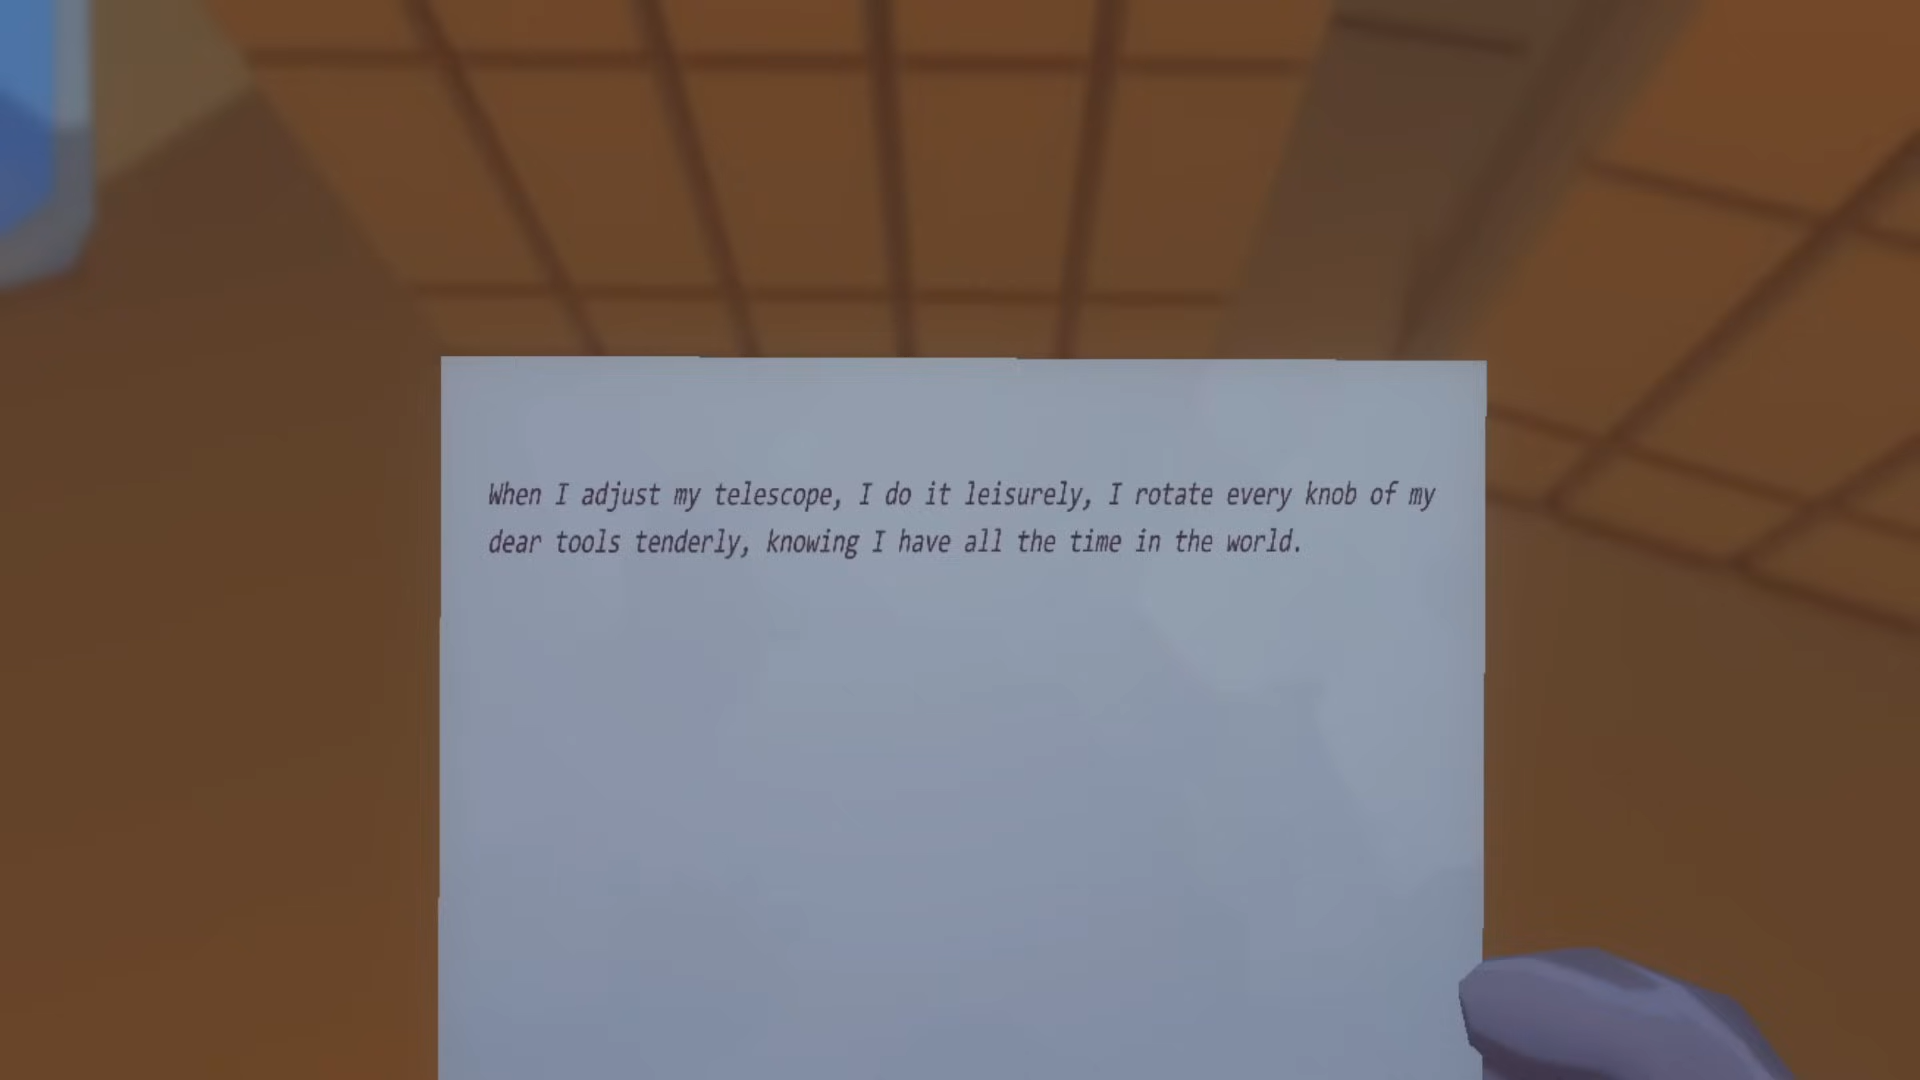 When I adjust my telescope, I do it leisurely, I rotate every knob of my
dear tools tenderly, knowing I have all the time in the world.